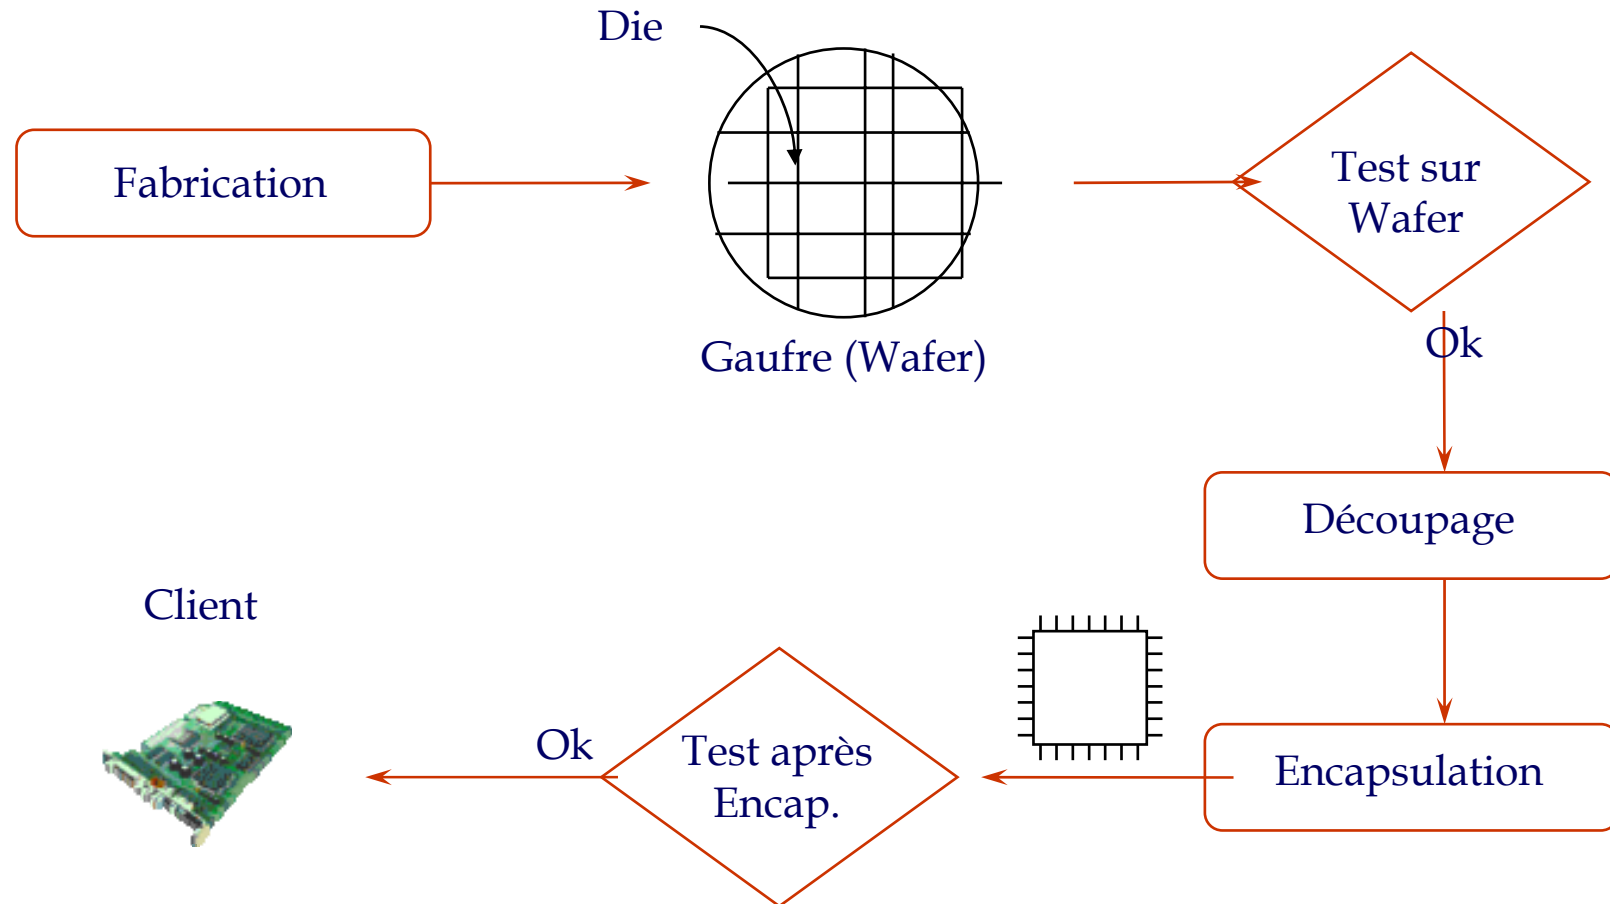 Die
Fabrication
Test sur
Wafer
Gaufre (Wafer)
Ok
Découpage
Client
Ok
Test après
Encap.
Encapsulation